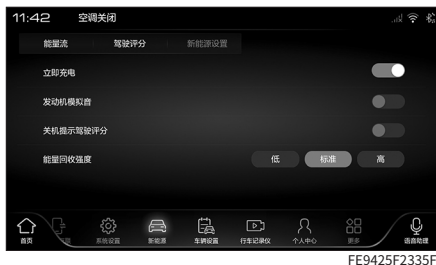 11:42 空调关闭
能量流 驾驶评分 新能源设置
立即充电
发动机模拟音
关机提示驾驶评分
能量回收强度 低 标准 高
首页 系统设置 新能源 车辆设置 行车记录仪 个人中心 更多 语音助理
FE9425F2335F